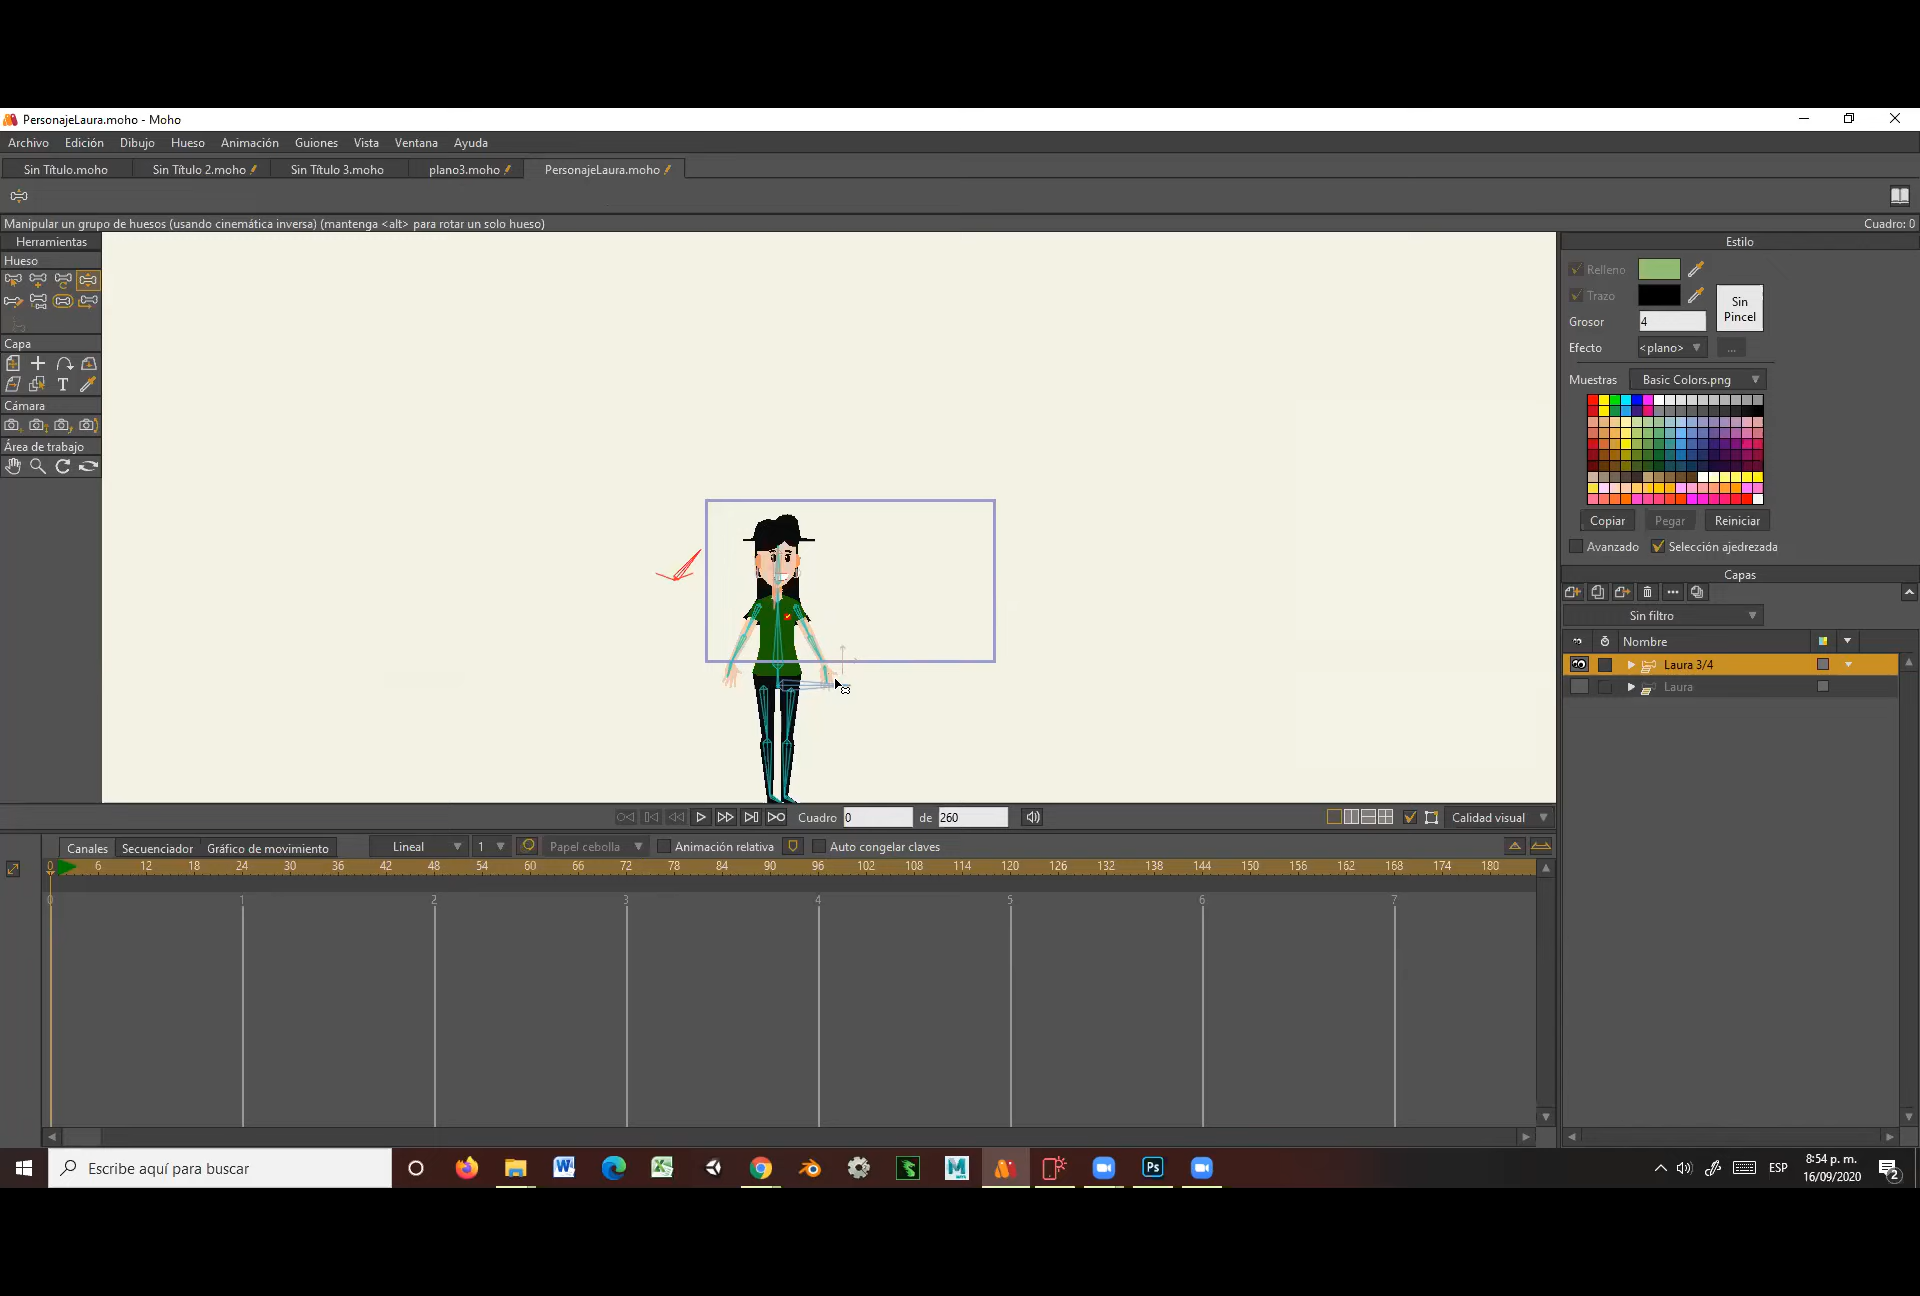 PersonajeLaura.moho - Moho
Archivo Edición Dibujo Hueso Animación Guiones Vista Ventana Ayuda
Sin Título.moho Sin Título 2.moho Sin Título 3.moho plano3.moho PersonajeLaura.moho
Manipular un grupo de huesos (usando cinemática inversa) (mantenga <alt> para rotar un solo hueso) Cuadro: 0
Herramientas
Hueso
Capa
T
Cámara
Área de trabajo
Estilo
Relleno
Trazo
Sin
Pincel
Grosor 4
Efecto <plano> ...
Muestras Basic Colors.png
Copiar Pegar Reiniciar
Avanzado Selección ajedrezada
Capas
Sin filtro
Nombre
Laura 3/4
Laura
Cuadro 0 de 260 Calidad visual
Canales Secuenciador Gráfico de movimiento Lineal 1 Papel cebolla Animación relativa Auto congelar claves
0 6 12 18 24 30 36 42 48 54 60 66 72 78 84 90 96 102 108 114 120 126 132 138 144 150 156 162 168 174 180
0 1 2 3 4 5 6 7
Escribe aquí para buscar
Ps
ESP
8:54 p. m.
16/09/2020
2